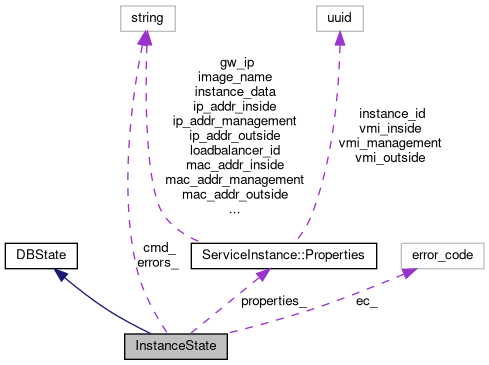 string
uuid
gw_ip
image_name
instance_data
ip_addr_inside
ip_addr_management
ip_addr_outside
loadbalancer_id
mac_addr_inside
mac_addr_management
mac_addr_outside
...
instance_id
vmi_inside
vmi_management
vmi_outside
cmd_
errors_
DBState
ServiceInstance::Properties
error_code
properties_
ec_
InstanceState